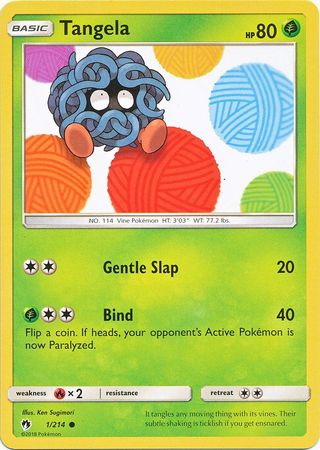 BASIC Tangela HP 80
NO. 114 Vine Pokémon HT: 3'03" WT: 77.2 lbs.
Gentle Slap 20
Bind 40
Flip a coin. If heads, your opponent's Active Pokémon is
now Paralyzed.
weakness ×2 resistance retreat
Illus. Ken Sugimori
1/214
©2018 Pokémon
It tangles any moving thing with its vines. Their
subtle shaking is ticklish if you get ensnared.